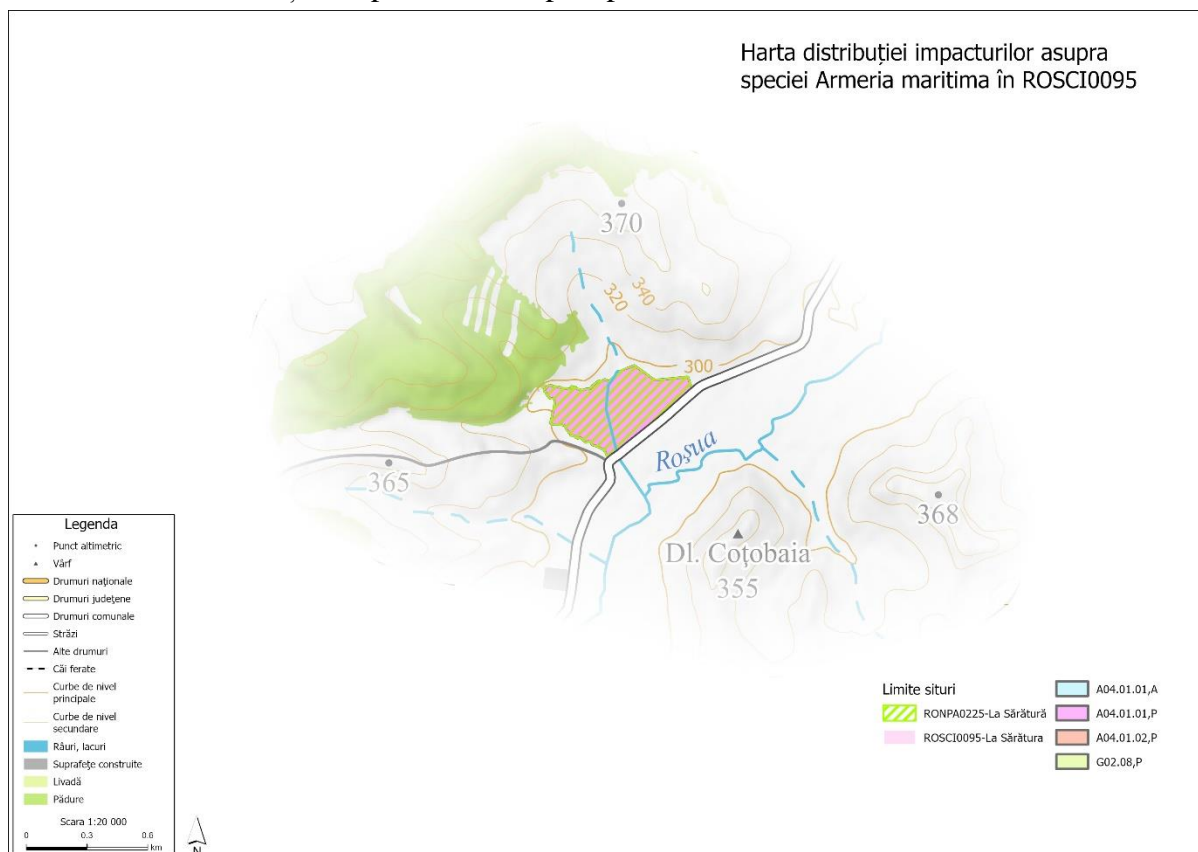 Harta distribuției impacturilor asupra
speciei Armeria maritima în ROSCI0095
370
340
320
300
Roșua
365
368
Dl. Coțobaia
355
Legenda
Punct altimetric
Vârf
Drumuri naționale
Drumuri județene
Drumuri comunale
Străzi
Alte drumuri
Căi ferate
Curbe de nivel
principale
Curbe de nivel
secundare
Râuri, lacuri
Suprafețe construite
Livadă
Pădure
Scara 1:20 000
0 0.3 0.6
km
N
Limite situri
RONPA0225-La Sărătură
ROSCI0095-La Sărătura
A04.01.01,A
A04.01.01,P
A04.01.02,P
G02.08,P